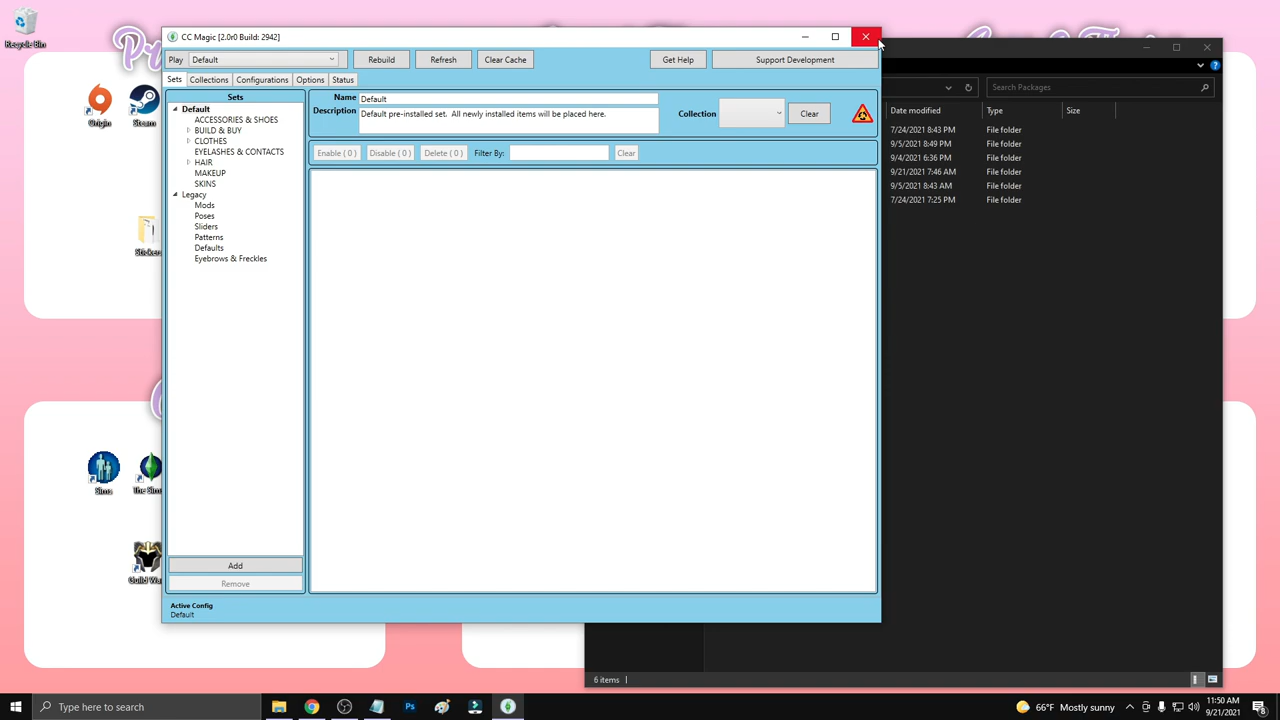 Recycle Bin
Origin
Steam
Stickers
Sims
The Sim
Guild Wa
CC Magic [2.0r0 Build: 2942]
Play
Default
Rebuild
Refresh
Clear Cache
Get Help
Support Development
Sets
Collections
Configurations
Options
Status
Sets
Default
ACCESSORIES & SHOES
BUILD & BUY
CLOTHES
EYELASHES & CONTACTS
HAIR
MAKEUP
SKINS
Legacy
Mods
Poses
Sliders
Patterns
Defaults
Eyebrows & Freckles
Add
Remove
Name
Default
Description
Default pre-installed set. All newly installed items will be placed here.
Collection
Clear
Enable ( 0 )
Disable ( 0 )
Delete ( 0 )
Filter By:
Clear
Active Config
Default
Search Packages
Date modified
Type
Size
7/24/2021 8:43 PM
File folder
9/5/2021 8:49 PM
File folder
9/4/2021 6:36 PM
File folder
9/21/2021 7:46 AM
File folder
9/5/2021 8:43 AM
File folder
7/24/2021 7:25 PM
File folder
6 items
Type here to search
66°F Mostly sunny
11:50 AM
9/21/2021
8